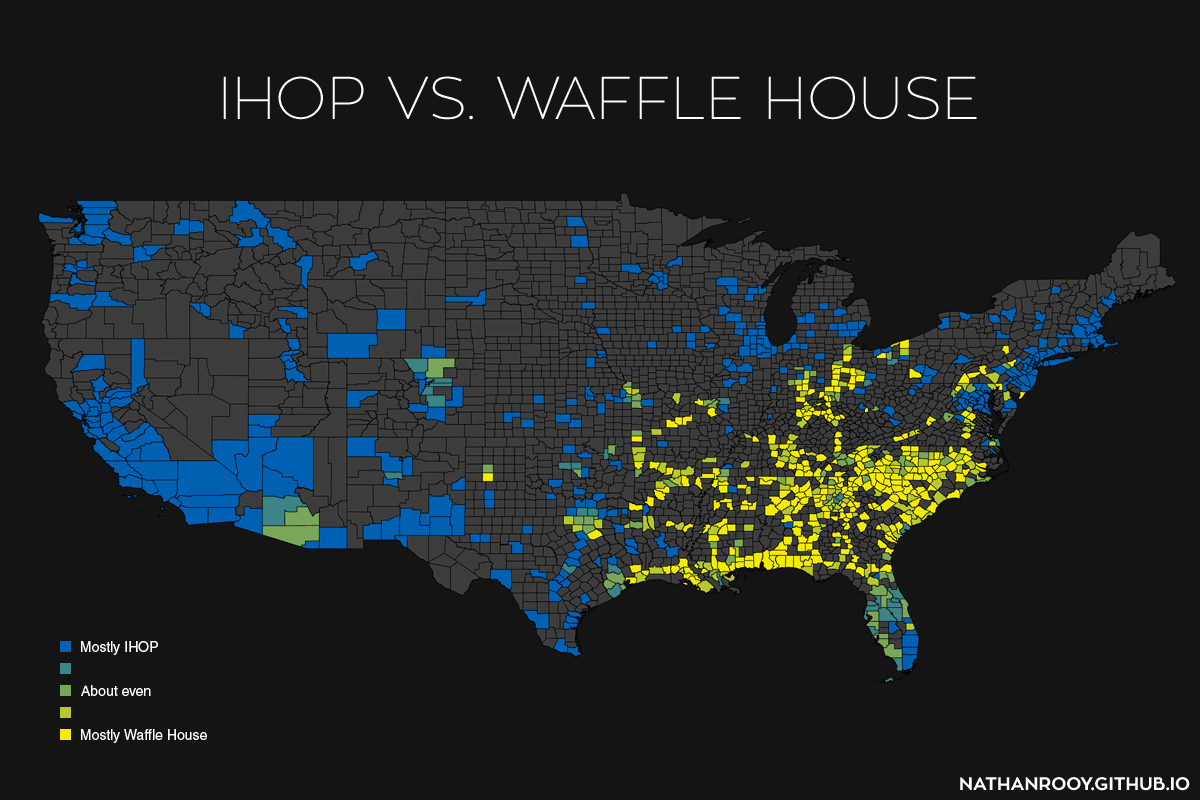 IHOP VS. WAFFLE HOUSE
Mostly IHOP
About even
Mostly Waffle House
NATHANROOY.GITHUB.IO